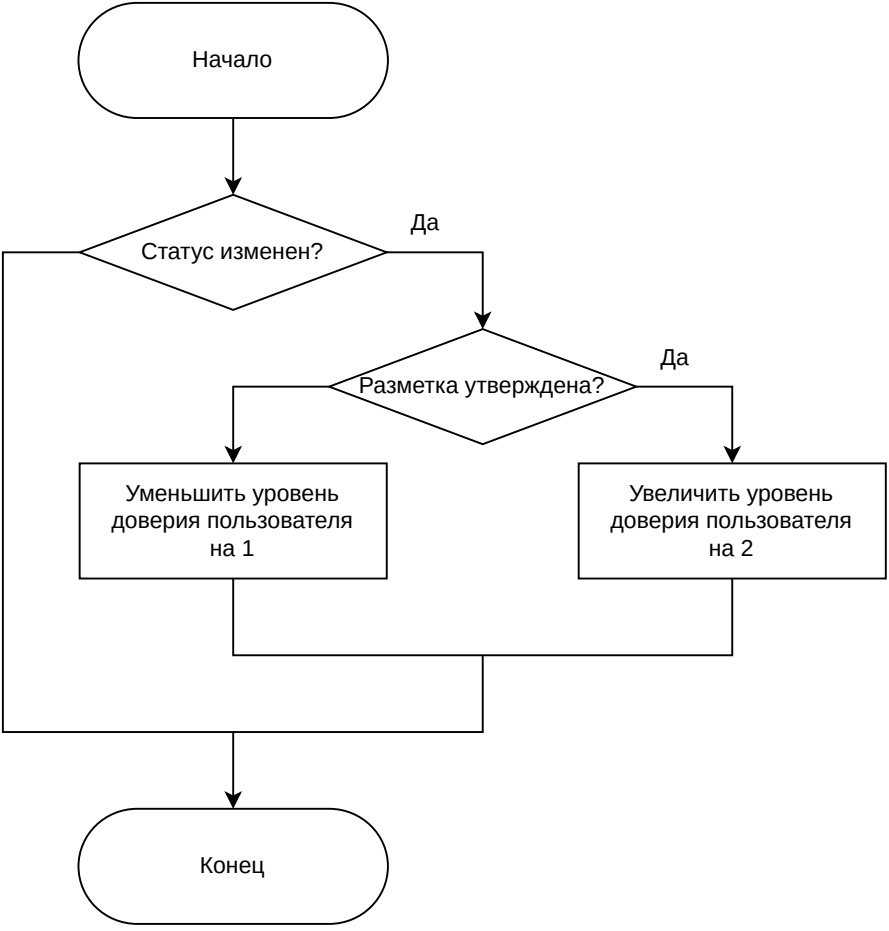 Начало
Да
Статус изменен?
Да
Разметка утверждена?
Уменьшить уровень
доверия пользователя
на 1
Увеличить уровень
доверия пользователя
на 2
Конец